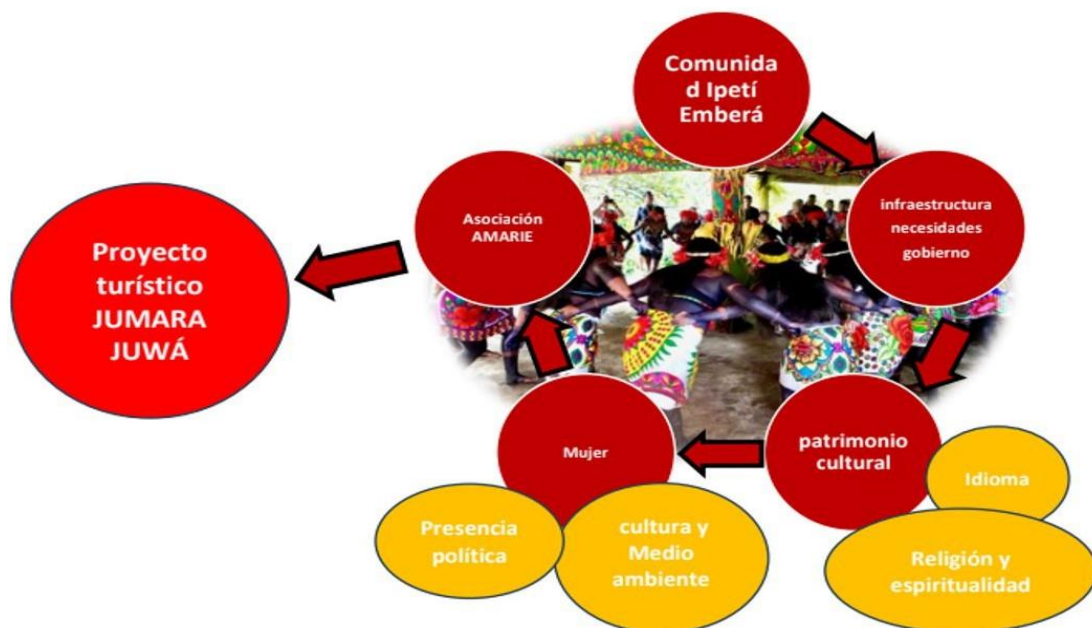 Comunida
d Ipetí
Emberá
infraestructura
necesidades
gobierno
patrimonio
cultural
Idioma
Religión y
espiritualidad
Mujer
cultura y
Medio
ambiente
Presencia
política
Asociación
AMARIE
Proyecto
turístico
JUMARA
JUWÁ